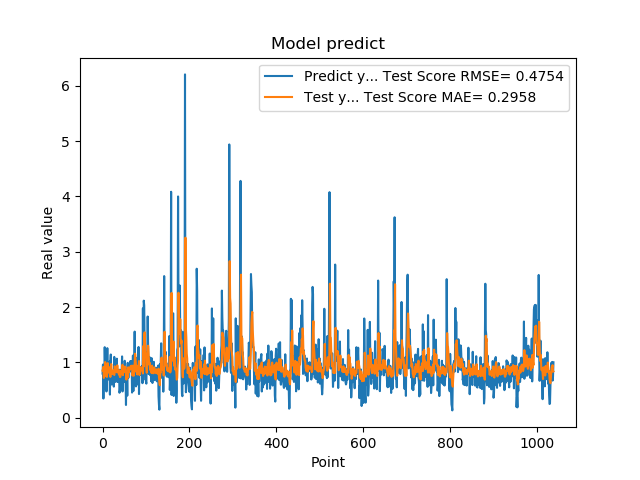 Model predict
Predict y... Test Score RMSE= 0.4754
Test y... Test Score MAE= 0.2958
Real value
6
5
4
3
2
1
0
0 200 400 600 800 1000
Point